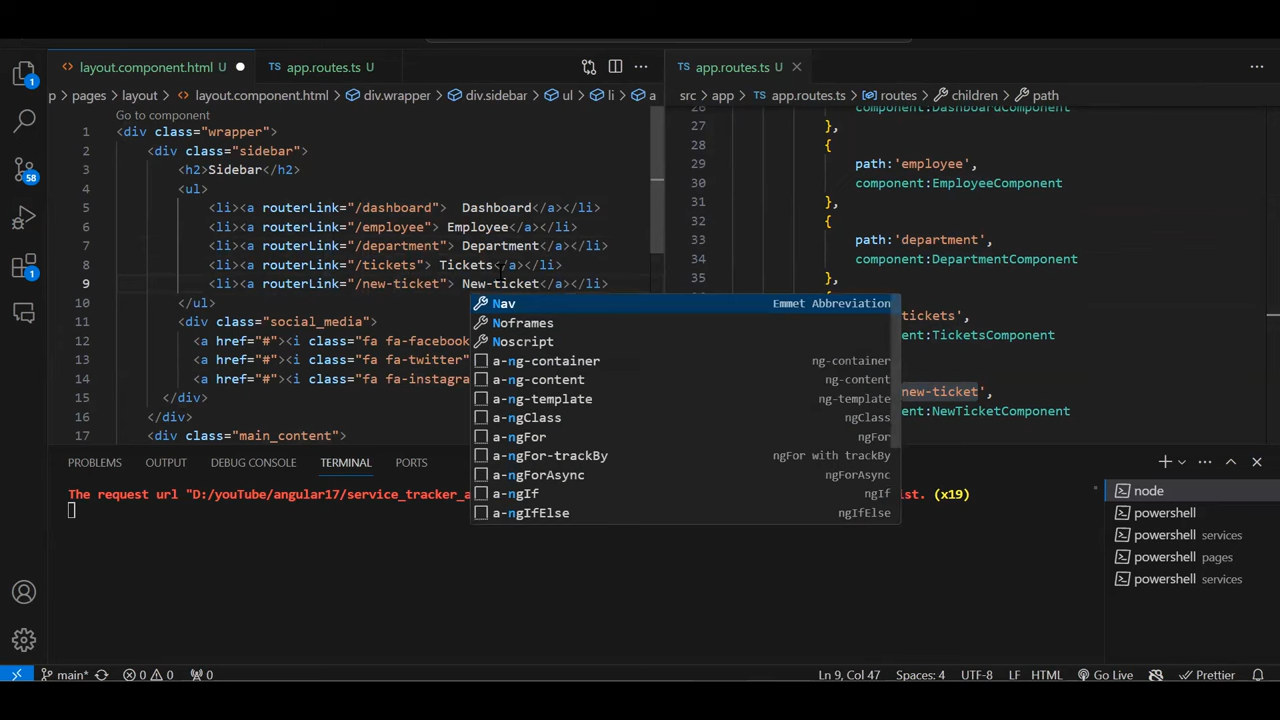 1
58
1
layout.component.html U
app.routes.ts U
app.routes.ts U
p > pages > layout > layout.component.html > div.wrapper > div.sidebar > ul > li > a
src > app > app.routes.ts > routes > children > path
Go to component
1 <div class="wrapper">
2 <div class="sidebar">
3 <h2>Sidebar</h2>
4 <ul>
5 <li><a routerLink="/dashboard">  Dashboard</a></li>
6 <li><a routerLink="/employee"> Employee</a></li>
7 <li><a routerLink="/department"> Department</a></li>
8 <li><a routerLink="/tickets"> Tickets</a></li>
9 <li><a routerLink="/new-ticket"> New-ticket</a></li>
10 </ul>
11 <div class="social_media">
12 <a href="#"><i class="fa fa-facebook
13 <a href="#"><i class="fa fa-twitter"
14 <a href="#"><i class="fa fa-instagra
15 </div>
16 </div>
17 <div class="main_content">
Nav Emmet Abbreviation
Noframes
Noscript
a-ng-container ng-container
a-ng-content ng-content
a-ng-template ng-template
a-ngClass ngClass
a-ngFor ngFor
a-ngFor-trackBy ngFor with trackBy
a-ngForAsync ngForAsync
a-ngIf ngIf
a-ngIfElse ngIfElse
26 component:DashboardComponent
27 },
28 {
29 path:'employee',
30 component:EmployeeComponent
31 },
32 {
33 path:'department',
34 component:DepartmentComponent
35 },
tickets',
ent:TicketsComponent
new-ticket',
ent:NewTicketComponent
PROBLEMS OUTPUT DEBUG CONSOLE TERMINAL PORTS
The request url "D:/youTube/angular17/service_tracker_a
st. (x19)
node
powershell
powershell services
powershell pages
powershell services
main* 0 0 0 Ln 9, Col 47 Spaces: 4 UTF-8 LF HTML Go Live Prettier